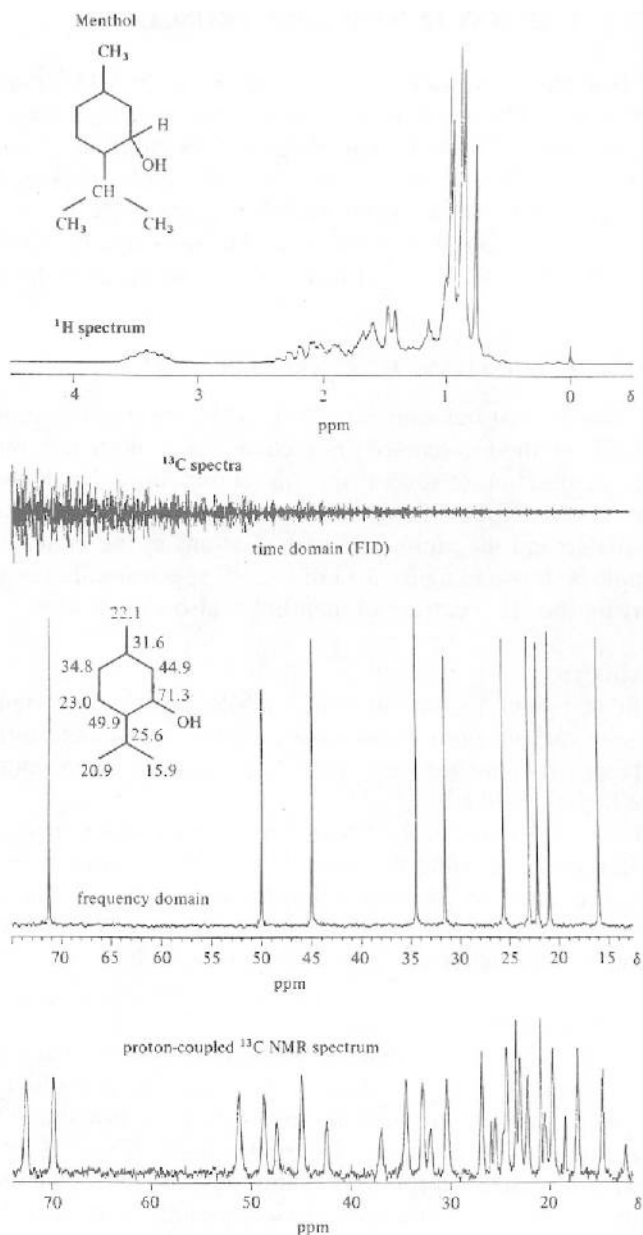 Menthol
CH₃
H
OH
CH
CH₃ CH₃
¹H spectrum
4 3 2 1 0 δ
ppm
¹³C spectra
time domain (FID)
22.1
31.6
34.8 44.9
71.3
23.0 OH
49.9
25.6
20.9 15.9
frequency domain
70 65 60 55 50 45 40 35 30 25 20 15 δ
ppm
proton-coupled ¹³C NMR spectrum
70 60 50 40 30 20 δ
ppm